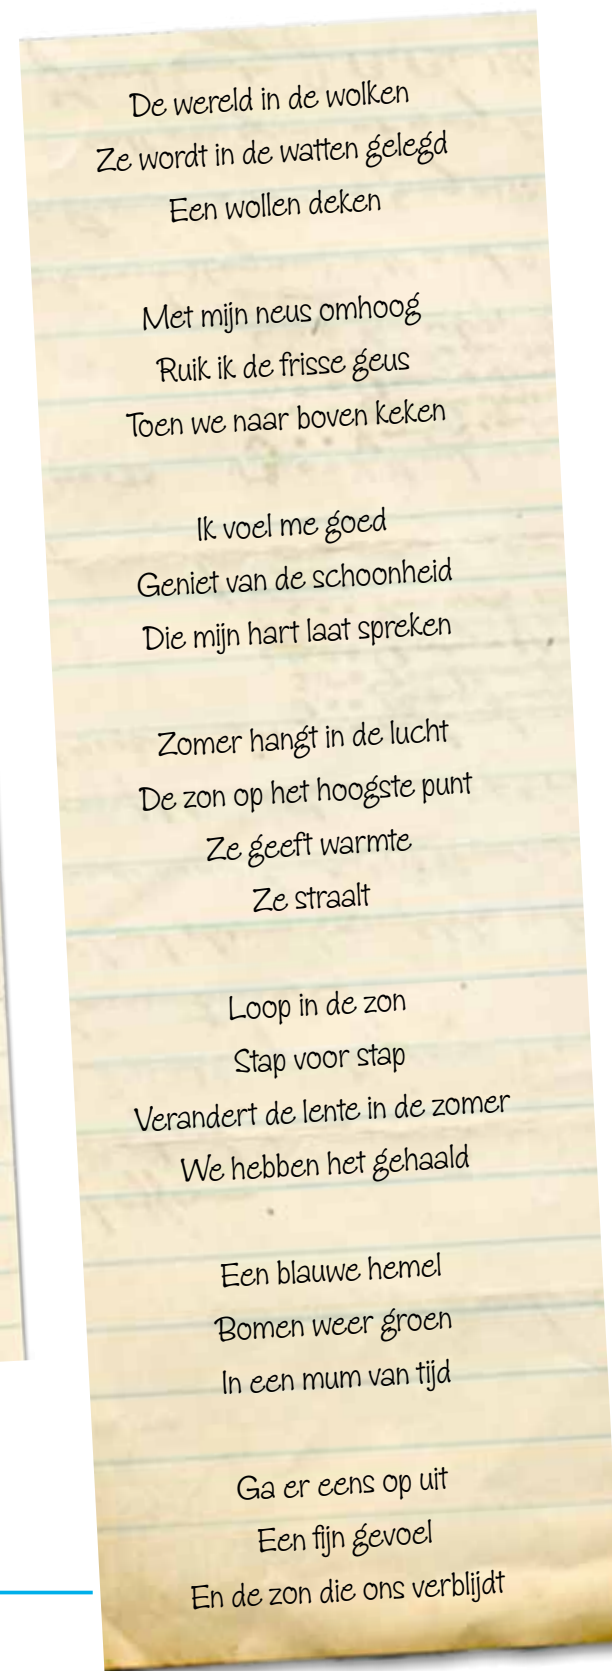 De wereld in de wolken
Ze wordt in de watten gelegd
Een wollen deken

Met mijn neus omhoog
Ruik ik de frisse geus
Toen we naar boven keken

Ik voel me goed
Geniet van de schoonheid
Die mijn hart laat spreken

Zomer hangt in de lucht
De zon op het hoogste punt
Ze geeft warmte
Ze straalt

Loop in de zon
Stap voor stap
Verandert de lente in de zomer
We hebben het gehaald

Een blauwe hemel
Bomen weer groen
In een mum van tijd

Ga er eens op uit
Een fijn gevoel
En de zon die ons verblijdt